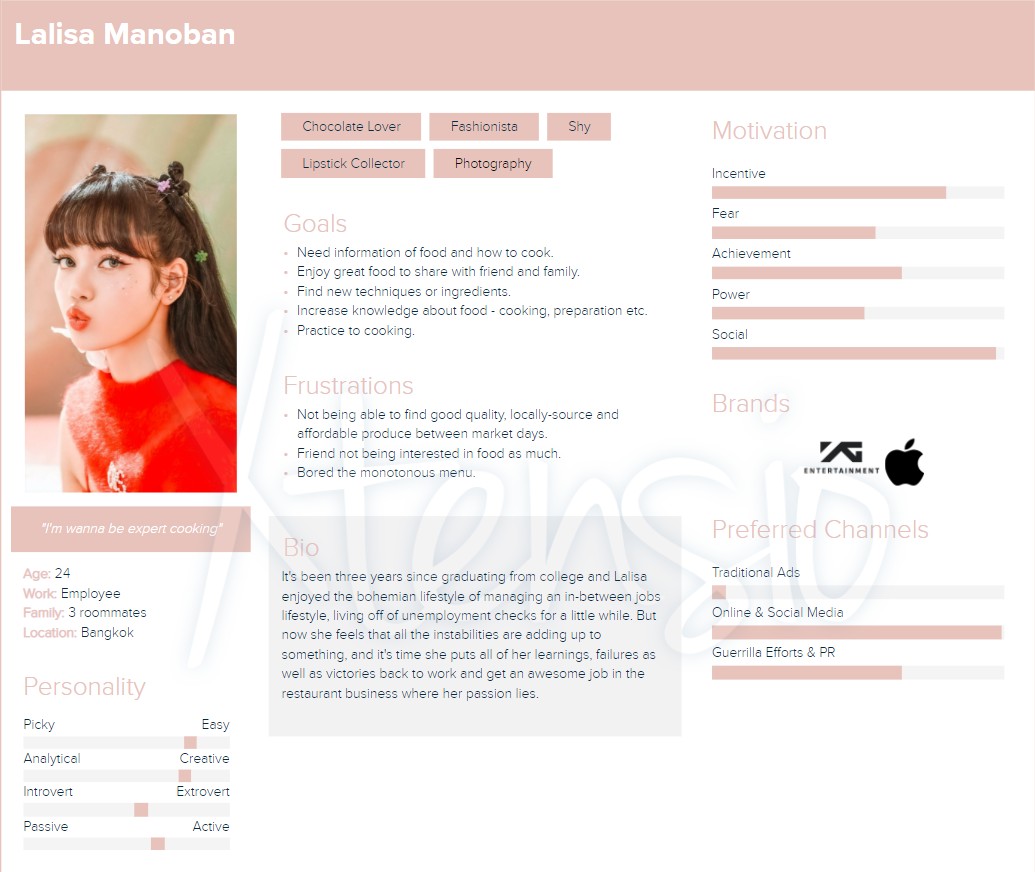 Lalisa Manoban
Chocolate Lover
Fashionista
Shy
Lipstick Collector
Photography
Goals
• Need information of food and how to cook.
• Enjoy great food to share with friend and family.
• Find new techniques or ingredients.
• Increase knowledge about food - cooking, preparation etc.
• Practice to cooking.
Frustrations
• Not being able to find good quality, locally-source and
affordable produce between market days.
• Friend not being interested in food as much.
• Bored the monotonous menu.
"I'm wanna be expert cooking"
Age: 24
Work: Employee
Family: 3 roommates
Location: Bangkok
Personality
Picky Easy
Analytical Creative
Introvert Extrovert
Passive Active
Bio
It's been three years since graduating from college and Lalisa
enjoyed the bohemian lifestyle of managing an in-between jobs
lifestyle, living off of unemployment checks for a little while. But
now she feels that all the instabilities are adding up to
something, and it's time she puts all of her learnings, failures as
well as victories back to work and get an awesome job in the
restaurant business where her passion lies.
Motivation
Incentive
Fear
Achievement
Power
Social
Brands
YG
ENTERTAINMENT
Preferred Channels
Traditional Ads
Online & Social Media
Guerrilla Efforts & PR
Xtensio